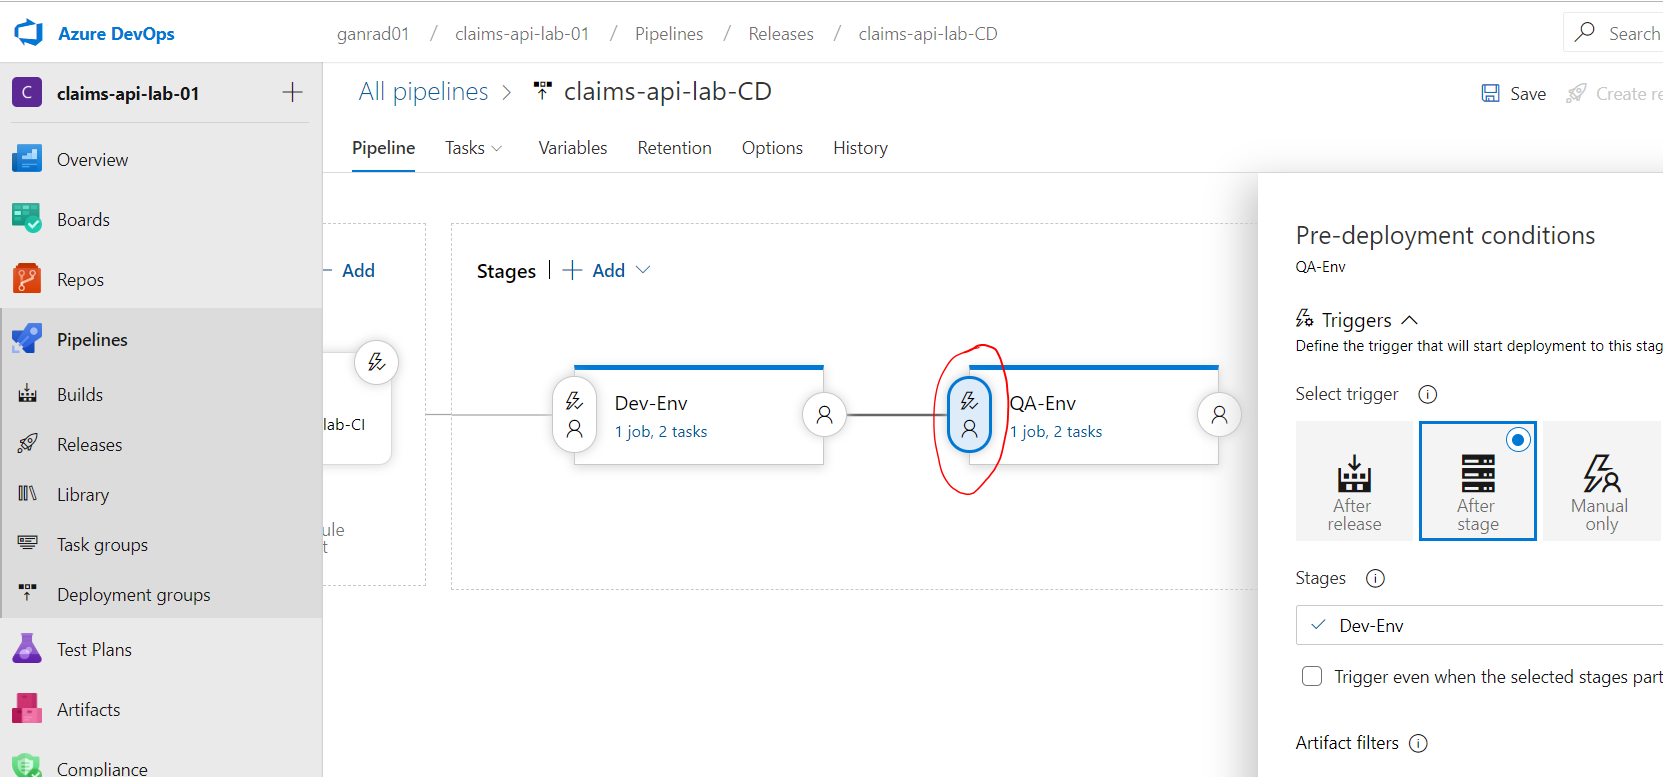 Azure DevOps
ganrad01 / claims-api-lab-01 / Pipelines / Releases / claims-api-lab-CD
Search
C claims-api-lab-01
Overview
Boards
Repos
Pipelines
Builds
Releases
Library
Task groups
Deployment groups
Test Plans
Artifacts
Compliance
All pipelines > claims-api-lab-CD
Save
Create re
Pipeline Tasks Variables Retention Options History
Add
lab-CI
ule
t
Stages | + Add
Dev-Env
1 job, 2 tasks
QA-Env
1 job, 2 tasks
Pre-deployment conditions
QA-Env
Triggers
Define the trigger that will start deployment to this stag
Select trigger
After
release
After
stage
Manual
only
Stages
Dev-Env
Trigger even when the selected stages part
Artifact filters